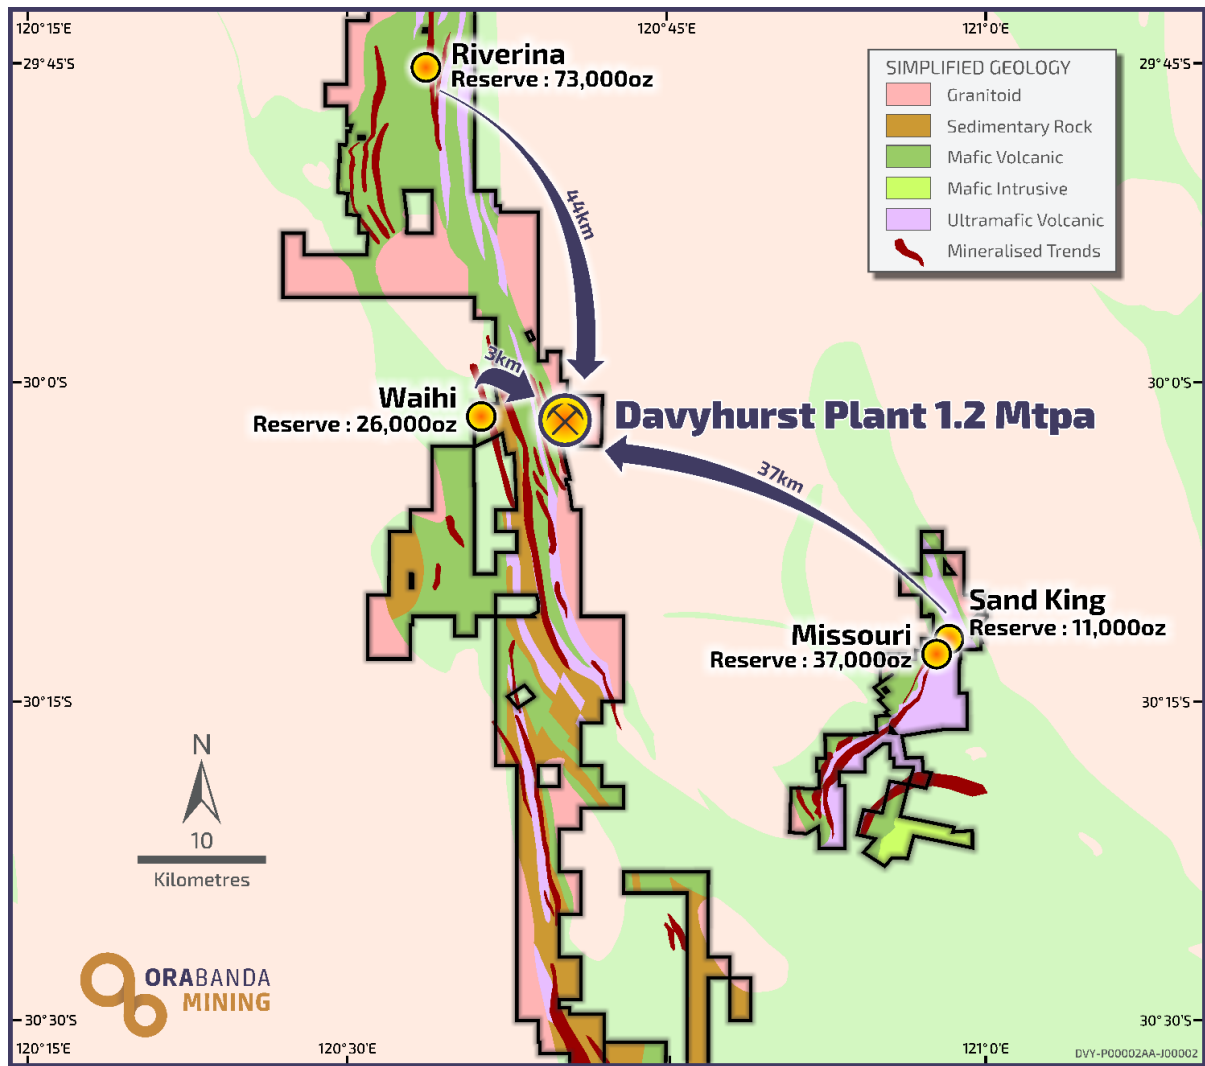 120°15'E
120°45'E
121°0'E
29°45'S
29°45'S
Riverina
Reserve : 73,000oz
SIMPLIFIED GEOLOGY
Granitoid
Sedimentary Rock
Mafic Volcanic
Mafic Intrusive
Ultramafic Volcanic
Mineralised Trends
44km
3km
30°0'S
30°0'S
Waihi
Reserve : 26,000oz
Davyhurst Plant 1.2 Mtpa
37km
Sand King
Reserve : 11,000oz
Missouri
Reserve : 37,000oz
30°15'S
30°15'S
N
10
Kilometres
ORABANDA
MINING
30°30'S
30°30'S
120°15'E
120°30'E
121°0'E
DVY-P00002AA-J00002